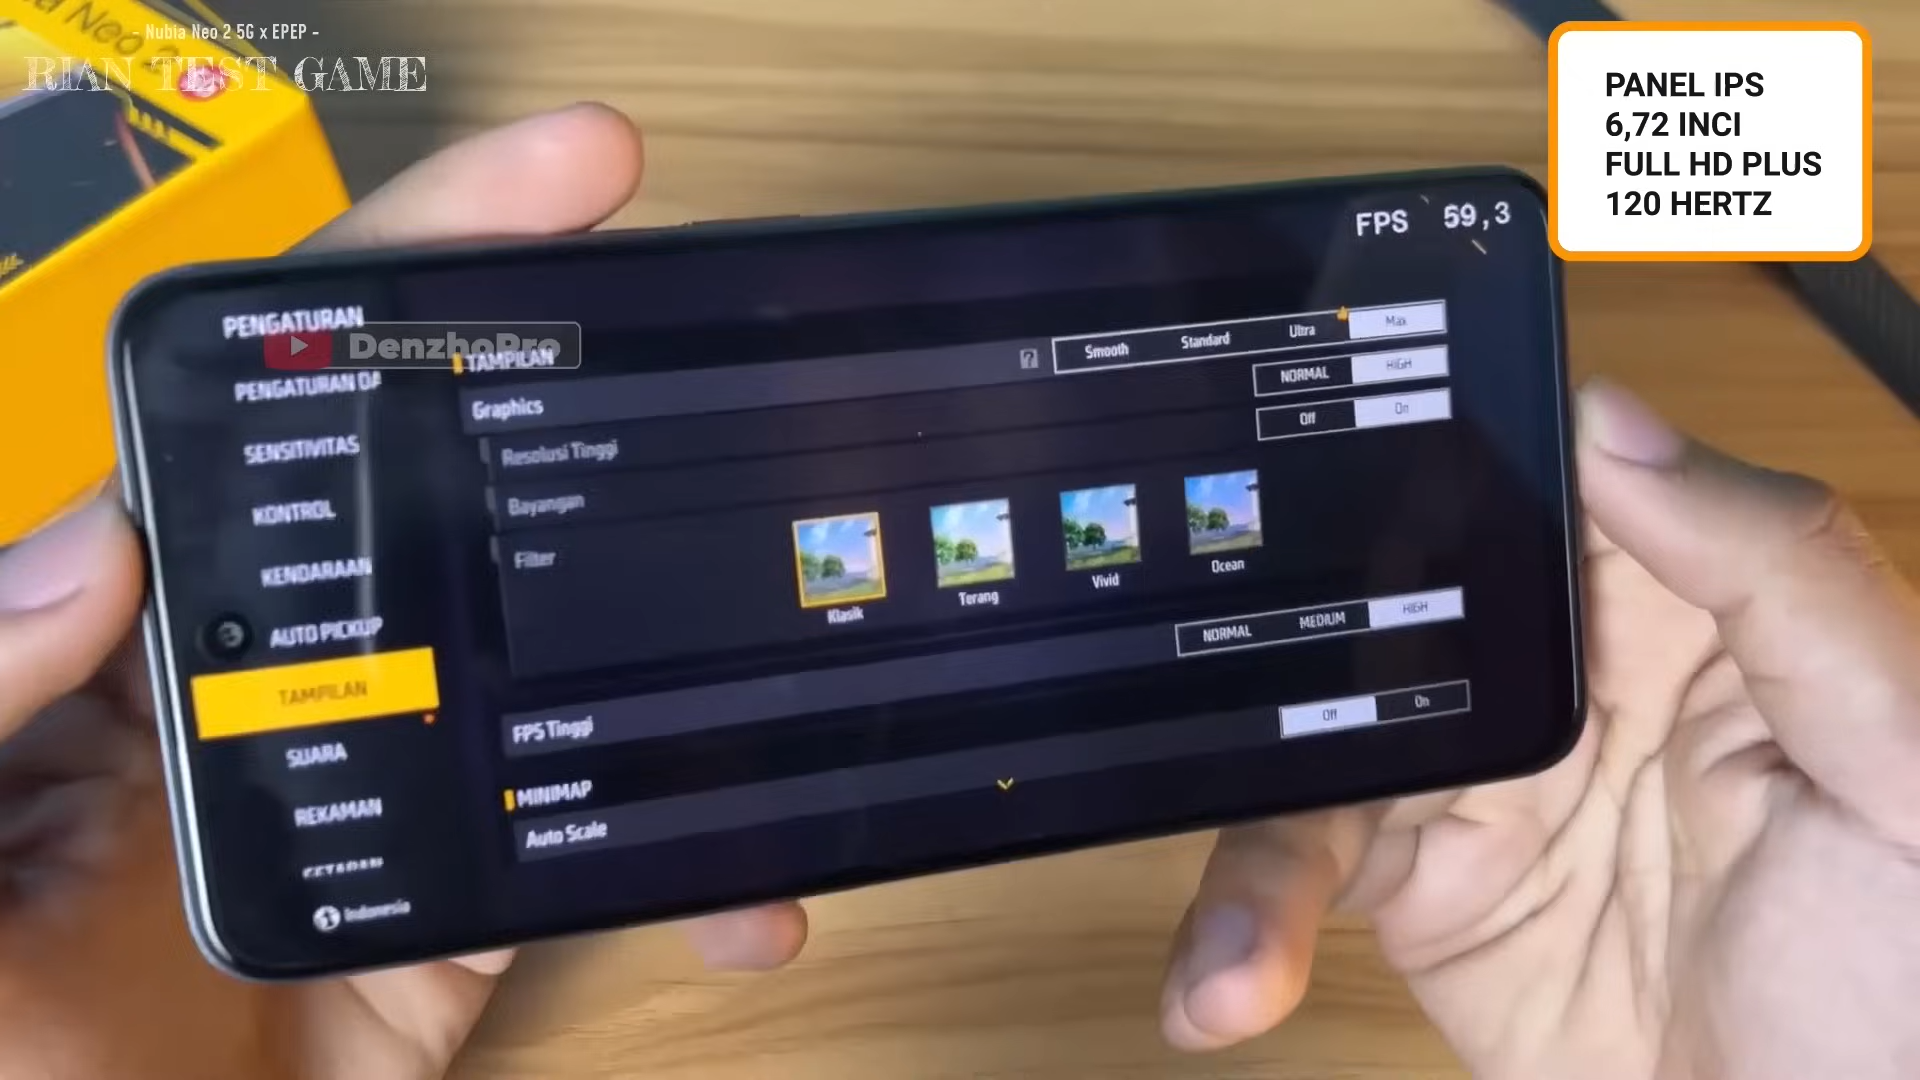 - Nubia Neo 2 5G x EPEP -
RIAN TEST GAME
PANEL IPS
6,72 INCI
FULL HD PLUS
120 HERTZ
FPS 59,3
DenzhoPro
PENGATURAN
PENGATURAN DA
SENSITIVITAS
KONTROL
KENDARAAN
AUTO PICKUP
TAMPILAN
SUARA
REKAMAN
Indonesia
TAMPILAN
Graphics
Smooth Standard Ultra Max
Resolusi Tinggi
NORMAL HIGH
Bayangan
Off On
Filter
Klasik Terang Vivid Ocean
FPS Tinggi
NORMAL MEDIUM HIGH
MINIMAP
Auto Scale
Off On